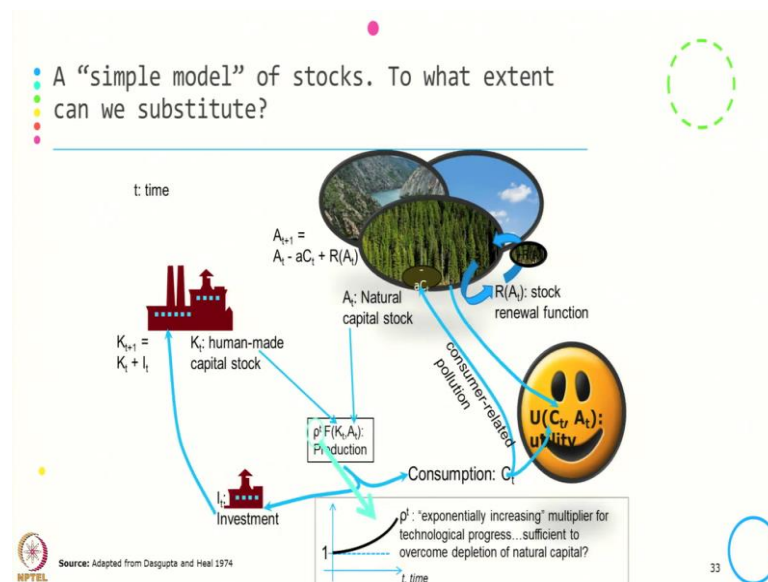 A “simple model” of stocks. To what extent
can we substitute?
t: time
Aₜ₊₁ =
Aₜ - aCₜ + R(Aₜ)
aC
Aₜ: Natural
capital stock
R(Aₜ): stock
renewal function
Kₜ₊₁ =
Kₜ + Iₜ
Kₜ: human-made
capital stock
consumer-related
pollution
U(Cₜ, Aₜ):
utility
ρᵗ F(Kₜ,Aₜ):
Production
Consumption: Cₜ
Iₜ:
Investment
ρᵗ : “exponentially increasing” multiplier for
technological progress…sufficient to
overcome depletion of natural capital?
1
t, time
NPTEL
Source: Adapted from Dasgupta and Heal 1974
33